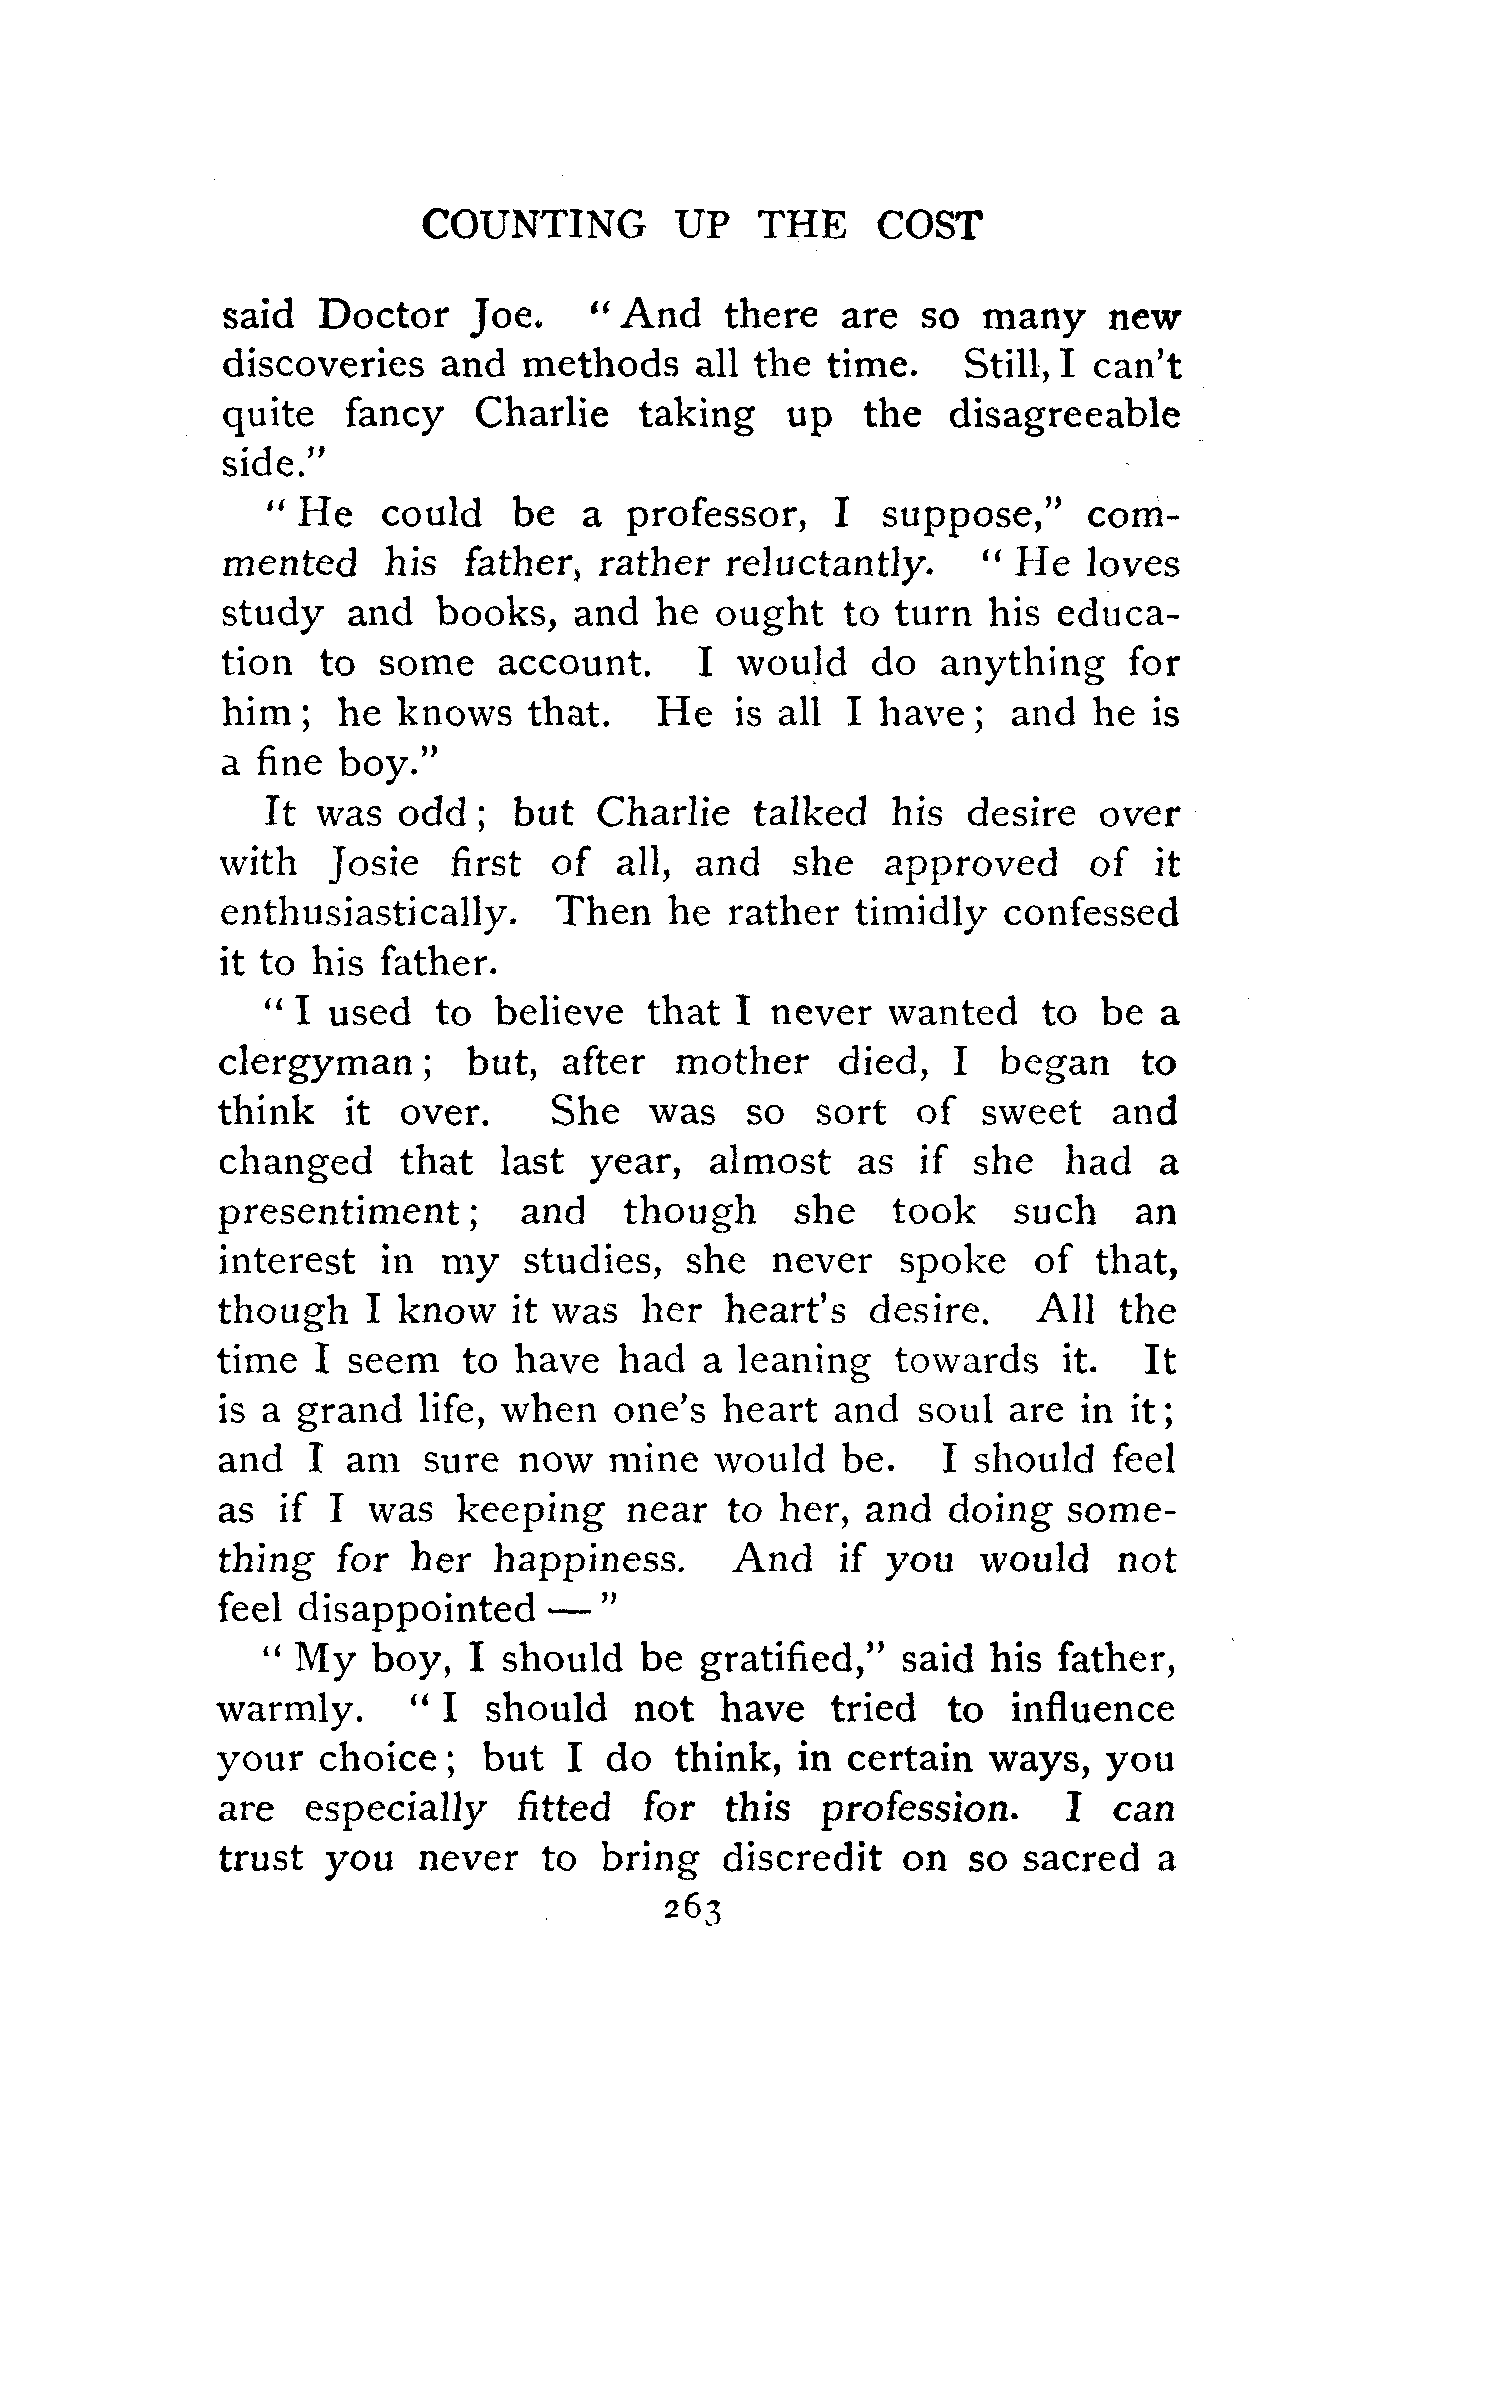 COUNTING UP THE COST
said Doctor Joe. "And there are so many new
discoveries and methods all the time. Still, I can't
quite fancy Charlie taking up the disagreeable
side."
"He could be a professor, I suppose," com-
mented his father, rather reluctantly. "He loves
study and books, and he ought to turn his educa-
tion to some account. I would do anything for
him; he knows that. He is all I have; and he is
a fine boy."
It was odd; but Charlie talked his desire over
with Josie first of all, and she approved of it
enthusiastically. Then he rather timidly confessed
it to his father.
"I used to believe that I never wanted to be a
clergyman; but, after mother died, I began to
think it over. She was so sort of sweet and
changed that last year, almost as if she had a
presentiment; and though she took such an
interest in my studies, she never spoke of that,
though I know it was her heart's desire. All the
time I seem to have had a leaning towards it. It
is a grand life, when one's heart and soul are in it;
and I am sure now mine would be. I should feel
as if I was keeping near to her, and doing some-
thing for her happiness. And if you would not
feel disappointed — "
"My boy, I should be gratified," said his father,
warmly. "I should not have tried to influence
your choice; but I do think, in certain ways, you
are especially fitted for this profession. I can
trust you never to bring discredit on so sacred a
263